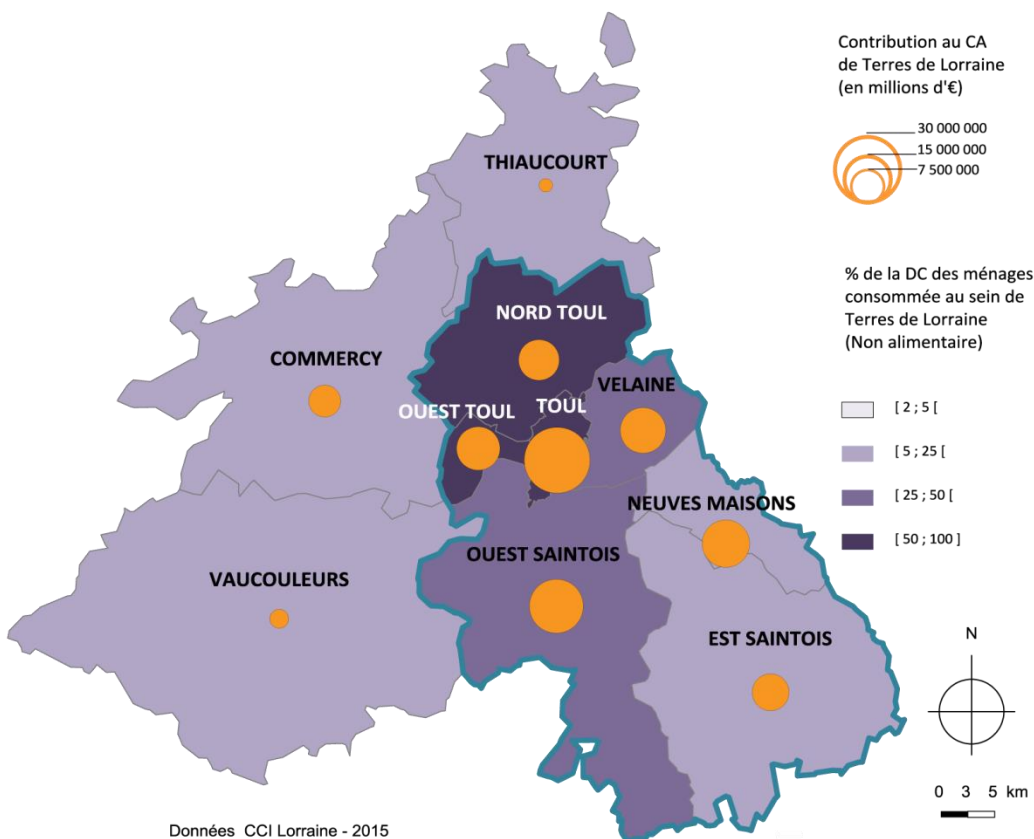 Contribution au CA
de Terres de Lorraine
(en millions d'€)
30 000 000
15 000 000
7 500 000
THIAUCOURT
% de la DC des ménages
consommée au sein de
Terres de Lorraine
(Non alimentaire)
NORD TOUL
COMMERCY
VELAINE
OUEST TOUL
TOUL
[ 2 ; 5 [
[ 5 ; 25 [
[ 25 ; 50 [
[ 50 ; 100 ]
NEUVES MAISONS
OUEST SAINTOIS
VAUCOULEURS
EST SAINTOIS
N
0 3 5 km
Données CCI Lorraine - 2015